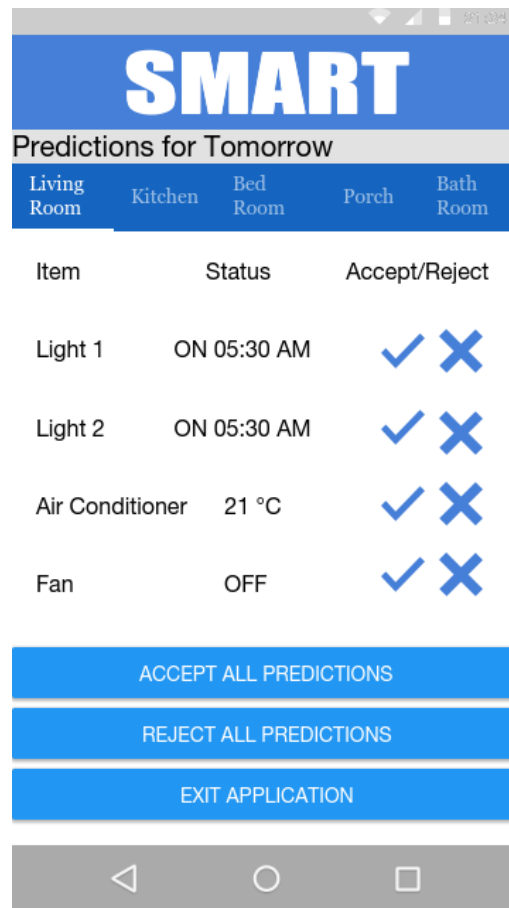 SMART
Predictions for Tomorrow
Living Room Kitchen Bed Room Porch Bath Room
Item Status Accept/Reject
Light 1 ON 05:30 AM
Light 2 ON 05:30 AM
Air Conditioner 21 °C
Fan OFF
ACCEPT ALL PREDICTIONS
REJECT ALL PREDICTIONS
EXIT APPLICATION